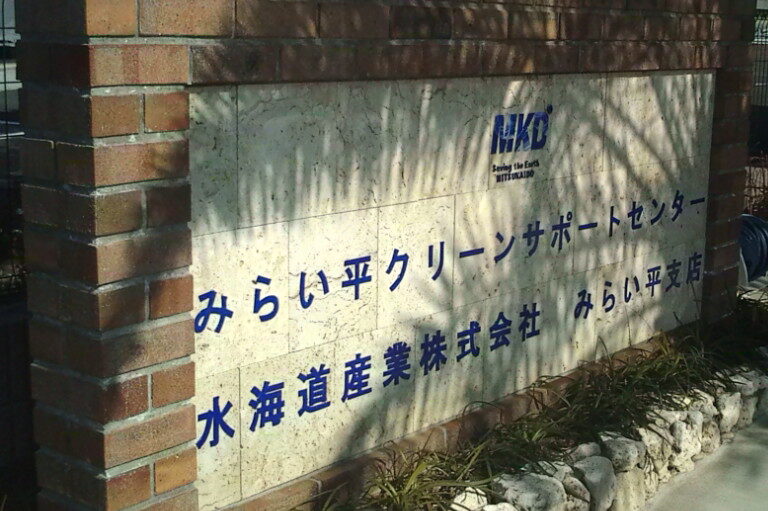 MKD
Saving the Earth
MITSUKAIDO
みらい平クリーンサポートセンター
水海道産業株式会社 みらい平支店